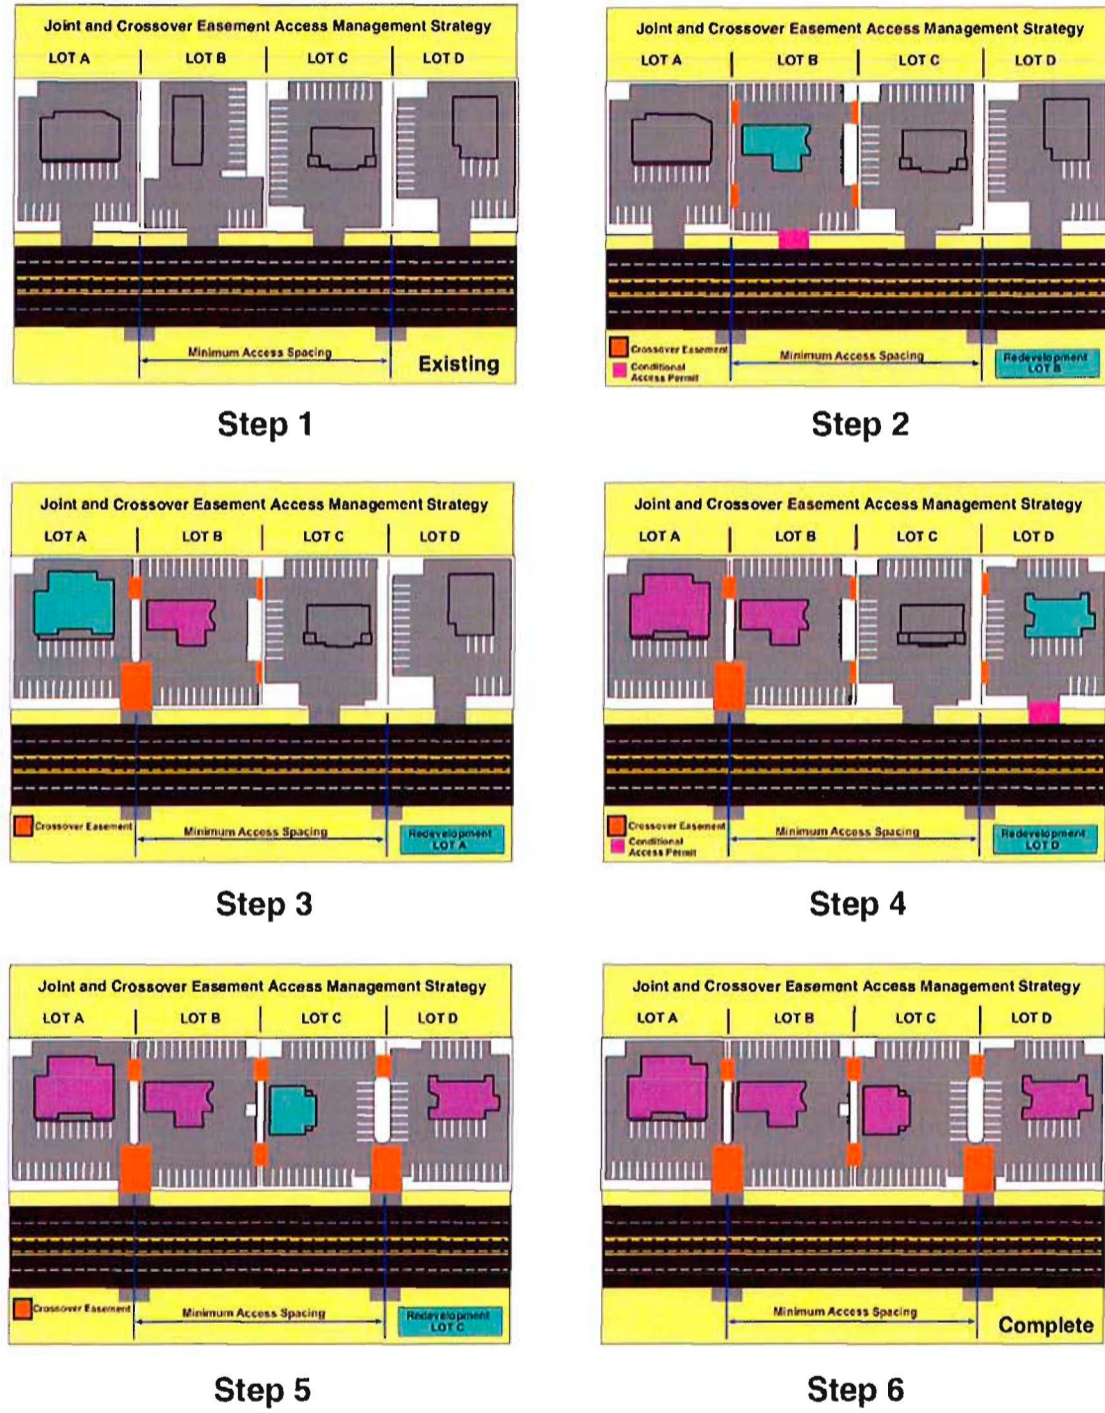 Joint and Crossover Easement Access Management Strategy
LOT A LOT B LOT C LOT D
Minimum Access Spacing
Existing
Step 1
Joint and Crossover Easement Access Management Strategy
LOT A LOT B LOT C LOT D
Crossover Easement
Conditional
Access Permit
Minimum Access Spacing
Redevelopment
LOT B
Step 2
Joint and Crossover Easement Access Management Strategy
LOT A LOT B LOT C LOT D
Crossover Easement
Minimum Access Spacing
Redevelopment
LOT A
Step 3
Joint and Crossover Easement Access Management Strategy
LOT A LOT B LOT C LOT D
Crossover Easement
Conditional
Access Permit
Minimum Access Spacing
Redevelopment
LOT D
Step 4
Joint and Crossover Easement Access Management Strategy
LOT A LOT B LOT C LOT D
Crossover Easement
Minimum Access Spacing
Redevelopment
LOT C
Step 5
Joint and Crossover Easement Access Management Strategy
LOT A LOT B LOT C LOT D
Minimum Access Spacing
Complete
Step 6